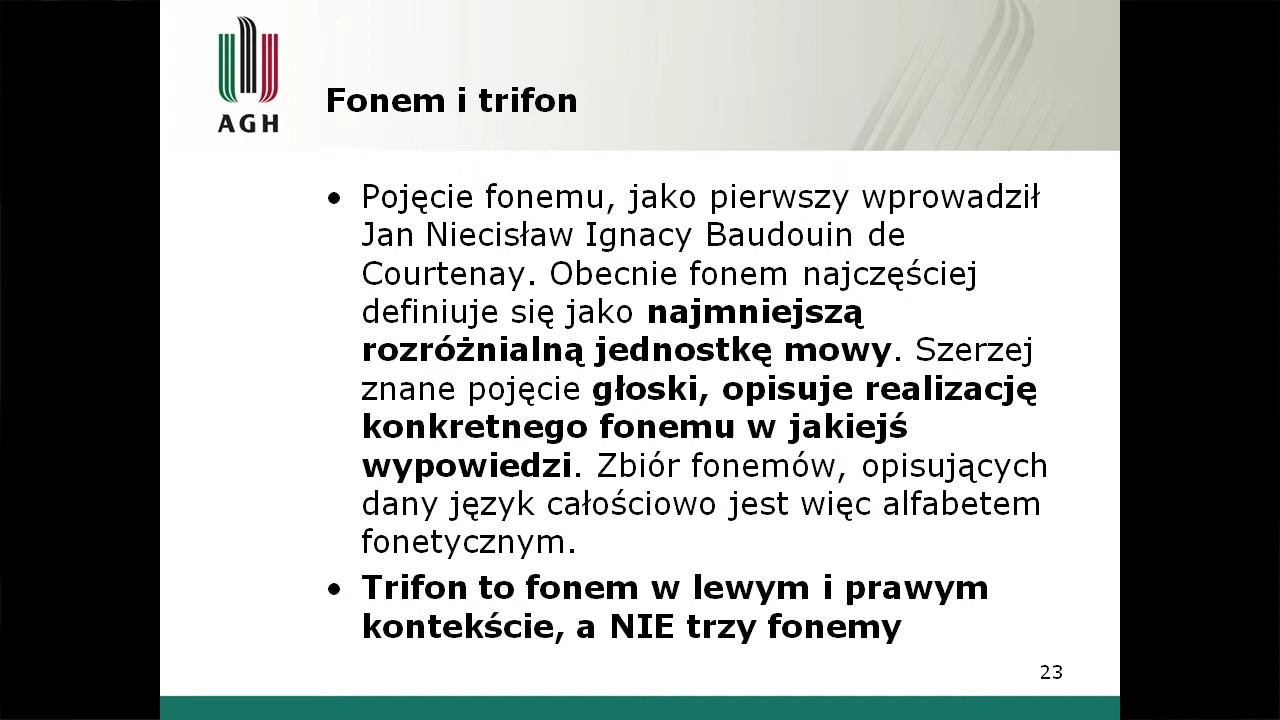 AGH
Fonem i trifon
• Pojęcie fonemu, jako pierwszy wprowadził
Jan Niecisław Ignacy Baudouin de
Courtenay. Obecnie fonem najczęściej
definiuje się jako najmniejszą
rozróżnialną jednostkę mowy. Szerzej
znane pojęcie głoski, opisuje realizację
konkretnego fonemu w jakiejś
wypowiedzi. Zbiór fonemów, opisujących
dany język całościowo jest więc alfabetem
fonetycznym.
• Trifon to fonem w lewym i prawym
kontekście, a NIE trzy fonemy
23